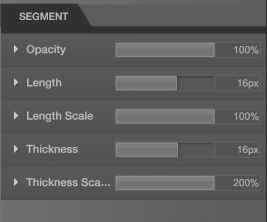 SEGMENT
Opacity 100%
Length 16px
Length Scale 100%
Thickness 16px
Thickness Sca... 200%